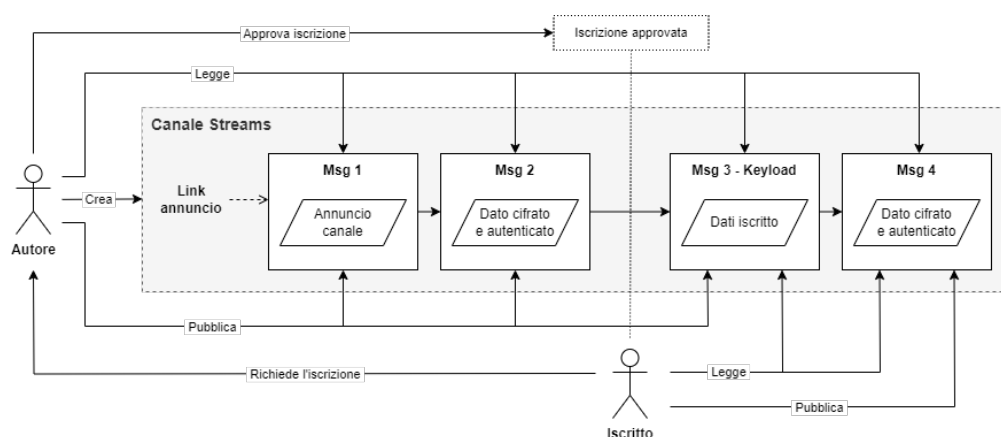 Approva iscrizione
Iscrizione approvata
Legge
Canale Streams
Msg 1
Msg 2
Msg 3 - Keyload
Msg 4
Crea
Link
annuncio
Annuncio
canale
Dato cifrato
e autenticato
Dati iscritto
Dato cifrato
e autenticato
Autore
Pubblica
Richiede l'iscrizione
Legge
Pubblica
Iscritto